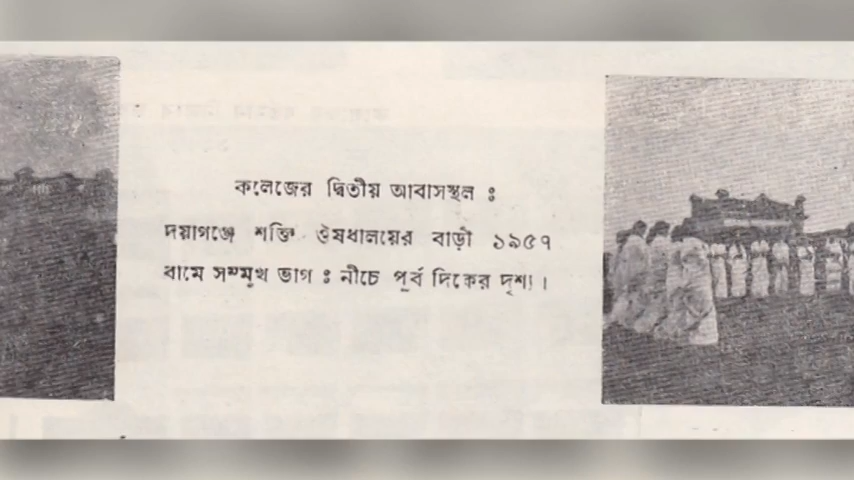 কলেজের দ্বিতীয় আবাসস্থল :
দয়াগঞ্জে শক্তি ঔষধালয়ের বাড়ী ১৯৫৭
বামে সম্মুখ ভাগ : নীচে পূর্ব দিকের দৃশ্য ।